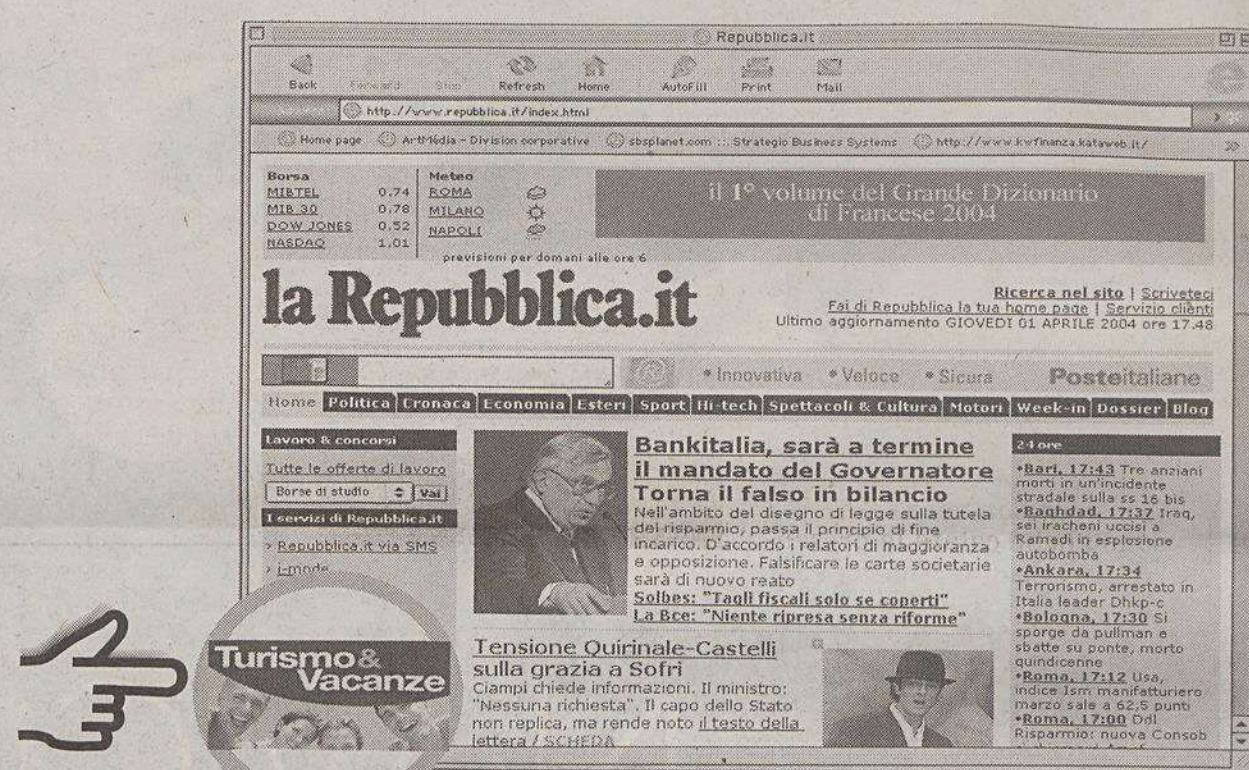 Repubblica.it
Back Forward Stop Refresh Home AutoFill Print Mail
http://www.repubblica.it/index.html
Home page ArtMédia - Division corporative sbsplanet.com ::. Strategic Business Systems http://www.kwfinanza.kataweb.it/
Borsa
MIBTEL 0.74
MIB 30 0.78
DOW JONES 0.52
NASDAQ 1.01
Meteo
ROMA
MILANO
NAPOLI
previsioni per domani alle ore 6
il 1° volume del Grande Dizionario
di Francese 2004
la Repubblica.it
Ricerca nel sito | Scriveteci
Fai di Repubblica la tua home page | Servizio clienti
Ultimo aggiornamento GIOVEDI 01 APRILE 2004 ore 17.48
Innovativa Veloce Sicura Posteitaliane
Home Politica Cronaca Economia Esteri Sport Hi-tech Spettacoli & Cultura Motori Week-in Dossier Blog
Lavoro & concorsi
Tutte le offerte di lavoro
Borse di studio Vai
I servizi di Repubblica.it
> Repubblica.it via SMS
> i-mode
Turismo&
Vacanze
Bankitalia, sarà a termine
il mandato del Governatore
Torna il falso in bilancio
Nell'ambito del disegno di legge sulla tutela
del risparmio, passa il principio di fine
incarico. D'accordo i relatori di maggioranza
e opposizione. Falsificare le carte societarie
sarà di nuovo reato
Solbes: "Tagli fiscali solo se coperti"
La Bce: "Niente ripresa senza riforme"
Tensione Quirinale-Castelli
sulla grazia a Sofri
Ciampi chiede informazioni. Il ministro:
"Nessuna richiesta". Il capo dello Stato
non replica, ma rende noto il testo della
lettera / SCHEDA
24 ore
•Bari, 17:43 Tre anziani
morti in un'incidente
stradale sulla ss 16 bis
•Baghdad, 17:37 Iraq,
sei iracheni uccisi a
Ramadi in esplosione
autobomba
•Ankara, 17:34
Terrorismo, arrestato in
Italia leader Dhkp-c
•Bologna, 17:30 Si
sporge da pullman e
sbatte su ponte, morto
quindicenne
•Roma, 17:12 Usa,
indice Ism manifatturiero
marzo sale a 62,5 punti
•Roma, 17:00 Ddl
Risparmio: nuova Consob